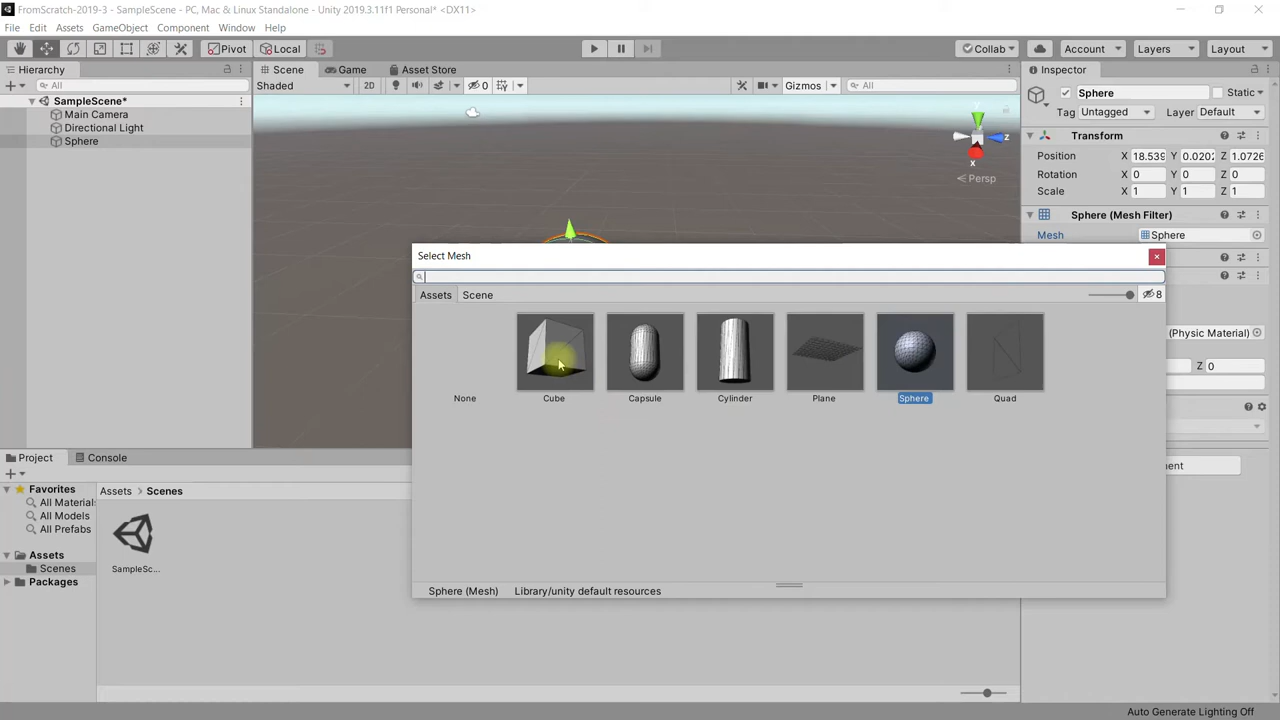 FromScratch-2019-3 - SampleScene - PC, Mac & Linux Standalone - Unity 2019.3.11f1 Personal* <DX11>
File Edit Assets GameObject Component Window Help
Pivot Local Collab Account Layers Layout
Hierarchy
All
SampleScene*
Main Camera
Directional Light
Sphere
Scene Game Asset Store
Shaded 2D 0 Gizmos All
y
z
x
Persp
Inspector
Sphere Static
Tag Untagged Layer Default
Transform
Position X 18.539 Y 0.0202 Z 1.0726
Rotation X 0 Y 0 Z 0
Scale X 1 Y 1 Z 1
Sphere (Mesh Filter)
Mesh Sphere
(Physic Material)
Z 0
ent
Select Mesh
Assets Scene 8
None Cube Capsule Cylinder Plane Sphere Quad
Sphere (Mesh) Library/unity default resources
Project Console
Favorites
All Material
All Models
All Prefabs
Assets
Scenes
Packages
Assets > Scenes
SampleSc...
Auto Generate Lighting Off